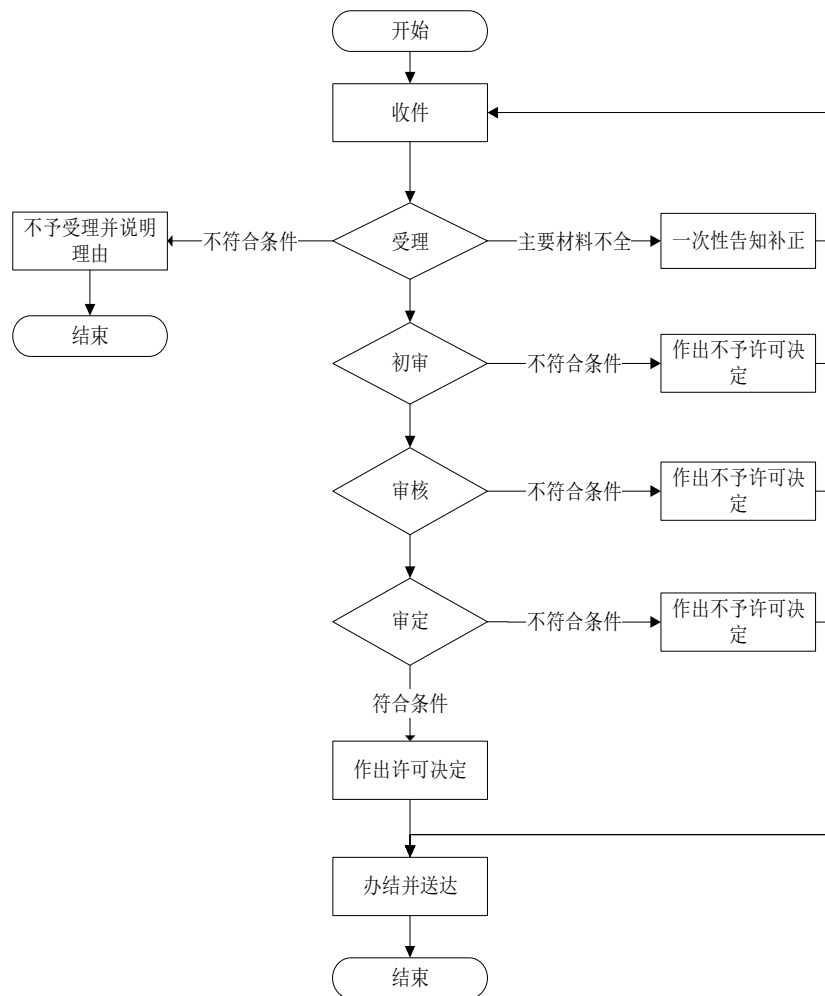 开始
收件
不予受理并说明
理由
不符合条件
受理
主要材料不全
一次性告知补正
结束
初审
不符合条件
作出不予许可决
定
审核
不符合条件
作出不予许可决
定
审定
不符合条件
作出不予许可决
定
符合条件
作出许可决定
办结并送达
结束